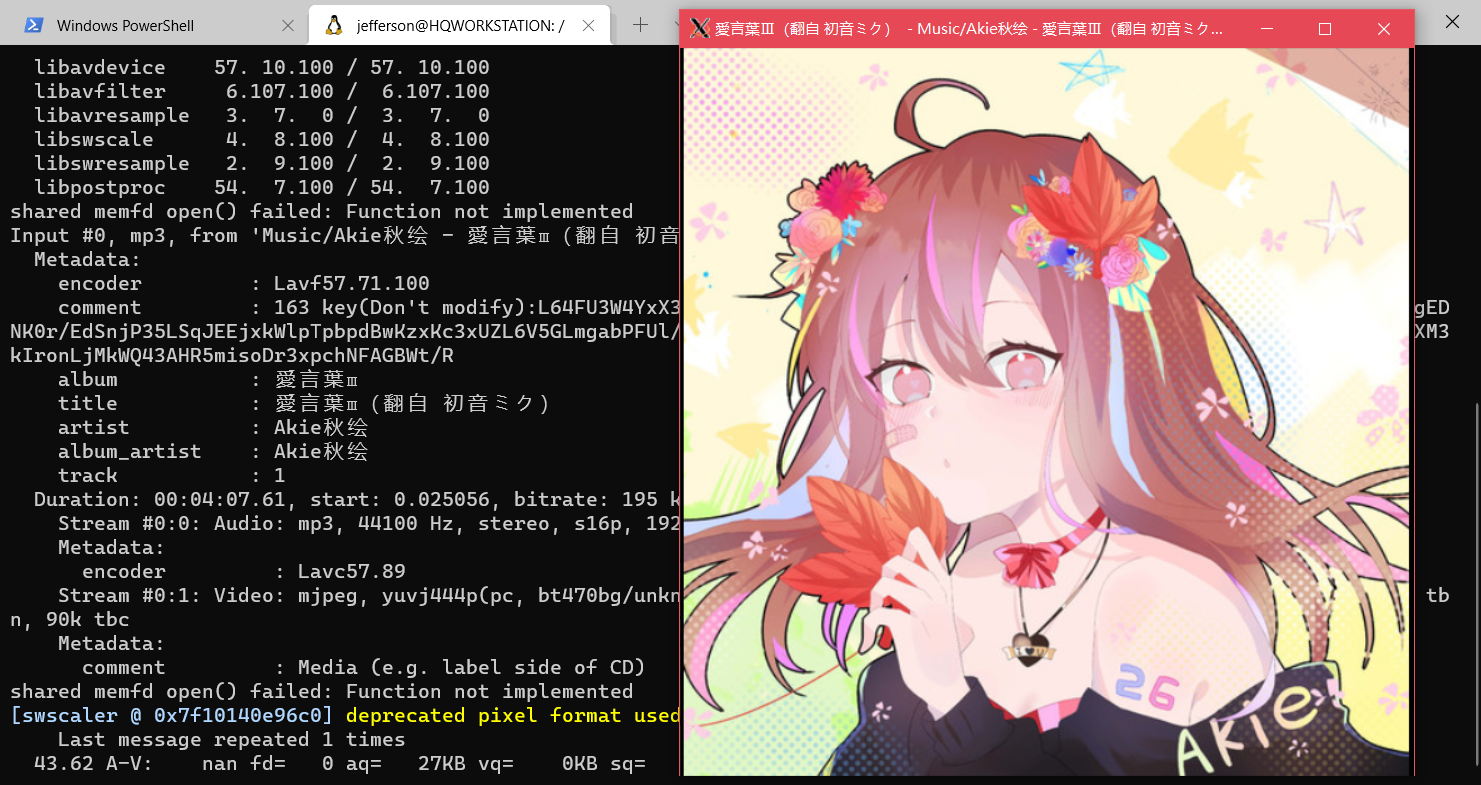 Windows PowerShell
jefferson@HQWORKSTATION: /
愛言葉Ⅲ（翻自 初音ミク） - Music/Akie秋绘 - 愛言葉Ⅲ（翻自 初音ミク...
libavdevice 57. 10.100 / 57. 10.100
libavfilter 6.107.100 / 6.107.100
libavresample 3. 7. 0 / 3. 7. 0
libswscale 4. 8.100 / 4. 8.100
libswresample 2. 9.100 / 2. 9.100
libpostproc 54. 7.100 / 54. 7.100
shared memfd open() failed: Function not implemented
Input #0, mp3, from 'Music/Akie秋绘 - 愛言葉Ⅲ（翻自 初音
Metadata:
encoder : Lavf57.71.100
comment : 163 key(Don't modify):L64FU3W4YxX3 gED
NK0r/EdSnjP35LSqJEEjxkWlpTpbpdBwKzxKc3xUZL6V5GLmgabPFUl/ XM3
kIronLjMkWQ43AHR5misoDr3xpchNFAGBWt/R
album : 愛言葉Ⅲ
title : 愛言葉Ⅲ（翻自 初音ミク）
artist : Akie秋绘
album_artist : Akie秋绘
track : 1
Duration: 00:04:07.61, start: 0.025056, bitrate: 195 k
Stream #0:0: Audio: mp3, 44100 Hz, stereo, s16p, 192
Metadata:
encoder : Lavc57.89
Stream #0:1: Video: mjpeg, yuvj444p(pc, bt470bg/unkn tb
n, 90k tbc
Metadata:
comment : Media (e.g. label side of CD)
shared memfd open() failed: Function not implemented
[swscaler @ 0x7f10140e96c0] deprecated pixel format used
Last message repeated 1 times
43.62 A-V: nan fd= 0 aq= 27KB vq= 0KB sq=
26
Akie